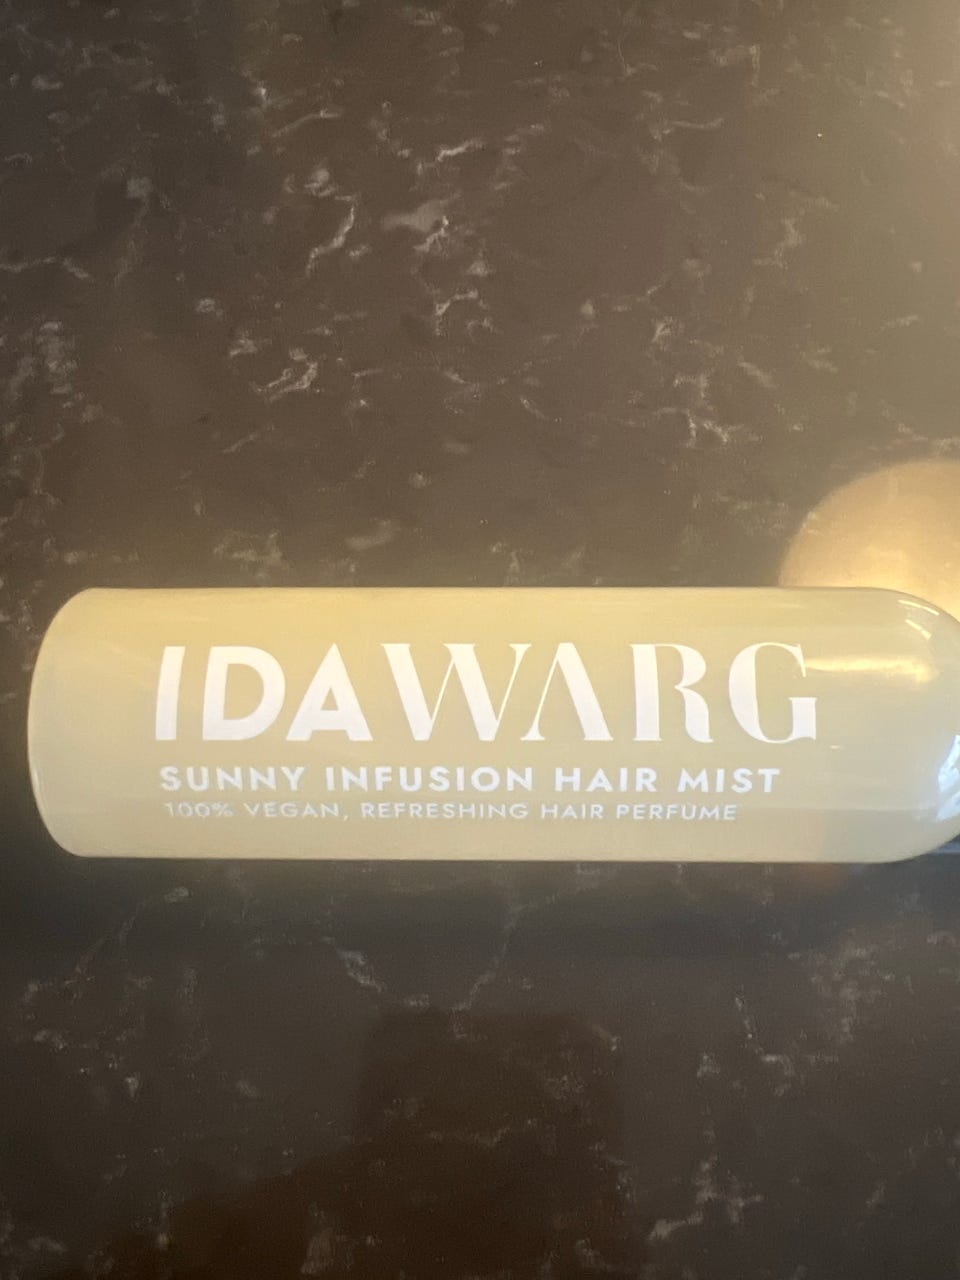 IDAWARG
SUNNY INFUSION HAIR MIST
100% VEGAN, REFRESHING HAIR PERFUME